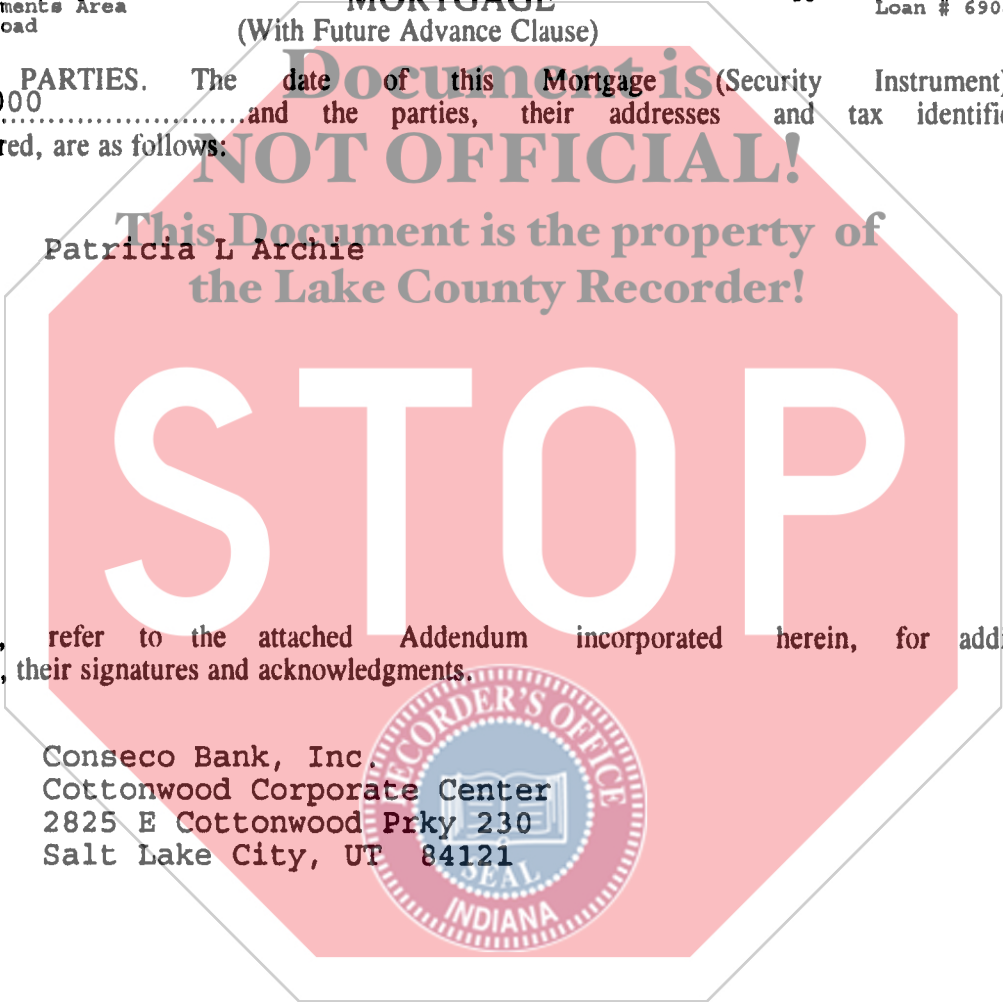 ments Area MORTGAGE Loan # 690
oad (With Future Advance Clause)
Document is
PARTIES. The date of this Mortgage (Security Instrument)
00 and the parties, their addresses and tax identifi
red, are as follows:
NOT OFFICIAL!
This Document is the property of
Patricia L Archie
the Lake County Recorder!
STOP
, refer to the attached Addendum incorporated herein, for addi
, their signatures and acknowledgments.
RECORDER'S OFFICE
Conseco Bank, Inc.
Cottonwood Corporate Center
2825 E Cottonwood Prky 230
Salt Lake City, UT 84121
SEAL
INDIANA